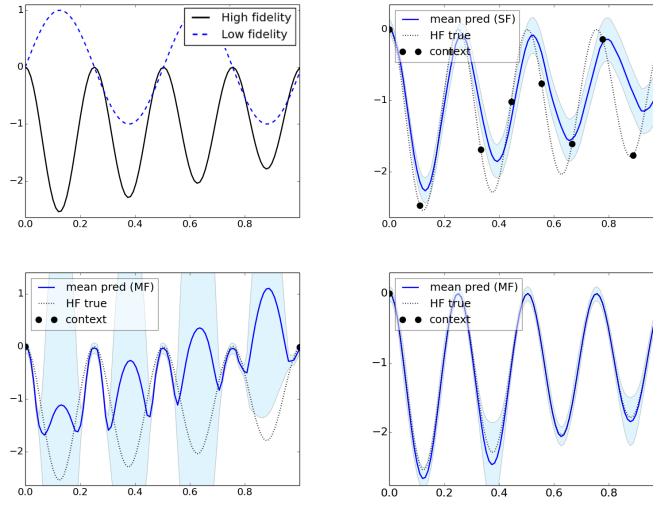 High fidelity
Low fidelity
1
0
−1
−2
0.0 0.2 0.4 0.6 0.8
mean pred (SF)
HF true
context
0
−1
−2
0.0 0.2 0.4 0.6 0.8
mean pred (MF)
HF true
context
1
0
−1
−2
0.0 0.2 0.4 0.6 0.8
mean pred (MF)
HF true
context
0
−1
−2
0.0 0.2 0.4 0.6 0.8